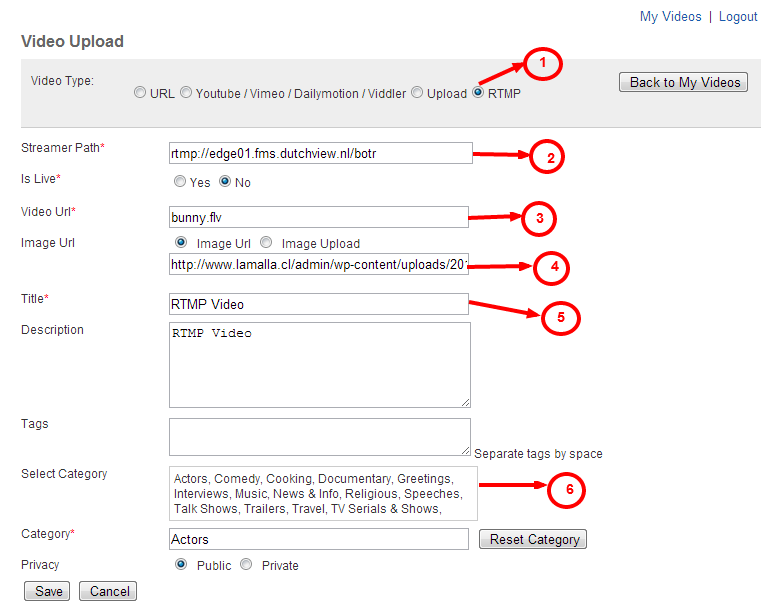 My Videos | Logout
Video Upload
Video Type:
URL Youtube / Vimeo / Dailymotion / Viddler Upload RTMP
1
Back to My Videos
Streamer Path*
rtmp://edge01.fms.dutchview.nl/botr
2
Is Live*
Yes No
Video Url*
bunny.flv
3
Image Url
Image Url Image Upload
http://www.lamalla.cl/admin/wp-content/uploads/201
4
Title*
RTMP Video
5
Description
RTMP Video
Tags
Separate tags by space
Select Category
Actors, Comedy, Cooking, Documentary, Greetings,
Interviews, Music, News & Info, Religious, Speeches,
Talk Shows, Trailers, Travel, TV Serials & Shows,
6
Category*
Actors
Reset Category
Privacy
Public Private
Save Cancel